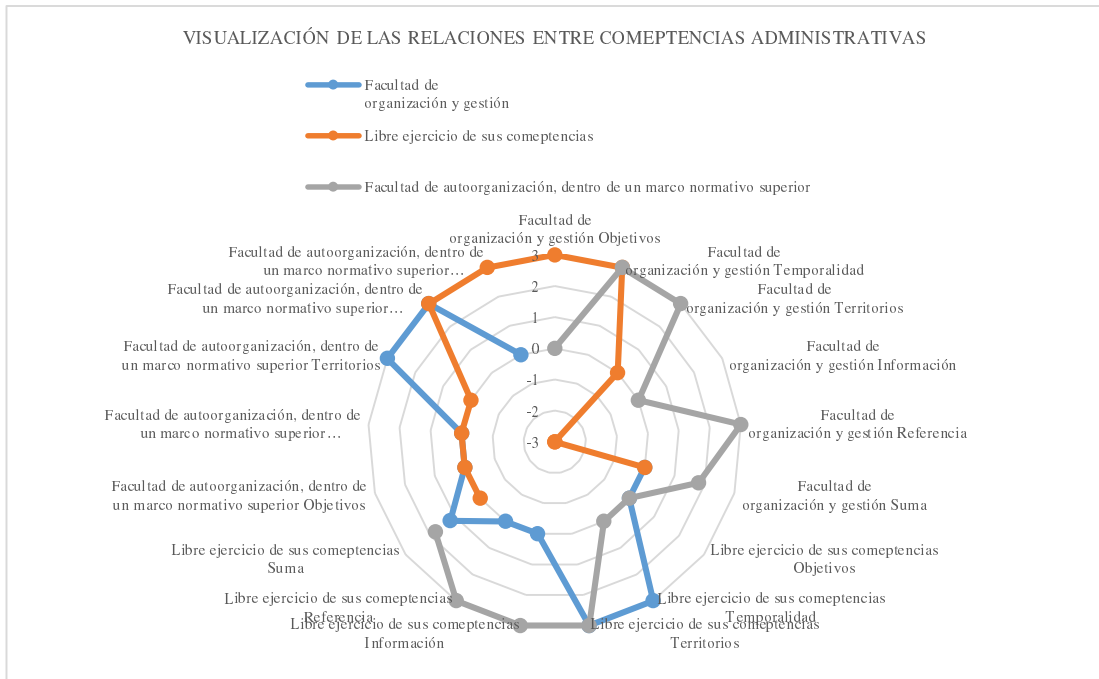 VISUALIZACIÓN DE LAS RELACIONES ENTRE COMEPTENCIAS ADMINISTRATIVAS
Facultad de
organización y gestión
Libre ejercicio de sus comeptencias
Facultad de autoorganización, dentro de un marco normativo superior
Facultad de
organización y gestión Objetivos
Facultad de
organización y gestión Temporalidad
Facultad de
organización y gestión Territorios
Facultad de
organización y gestión Información
Facultad de
organización y gestión Referencia
Facultad de
organización y gestión Suma
Libre ejercicio de sus comeptencias
Objetivos
Libre ejercicio de sus comeptencias
Temporalidad
Libre ejercicio de sus comeptencias
Territorios
Libre ejercicio de sus comeptencias
Información
Libre ejercicio de sus comeptencias
Referencia
Libre ejercicio de sus comeptencias
Suma
Facultad de autoorganización, dentro de
un marco normativo superior Objetivos
Facultad de autoorganización, dentro de
un marco normativo superior…
Facultad de autoorganización, dentro de
un marco normativo superior Territorios
Facultad de autoorganización, dentro de
un marco normativo superior…
Facultad de autoorganización, dentro de
un marco normativo superior…
3
2
1
0
-1
-2
-3